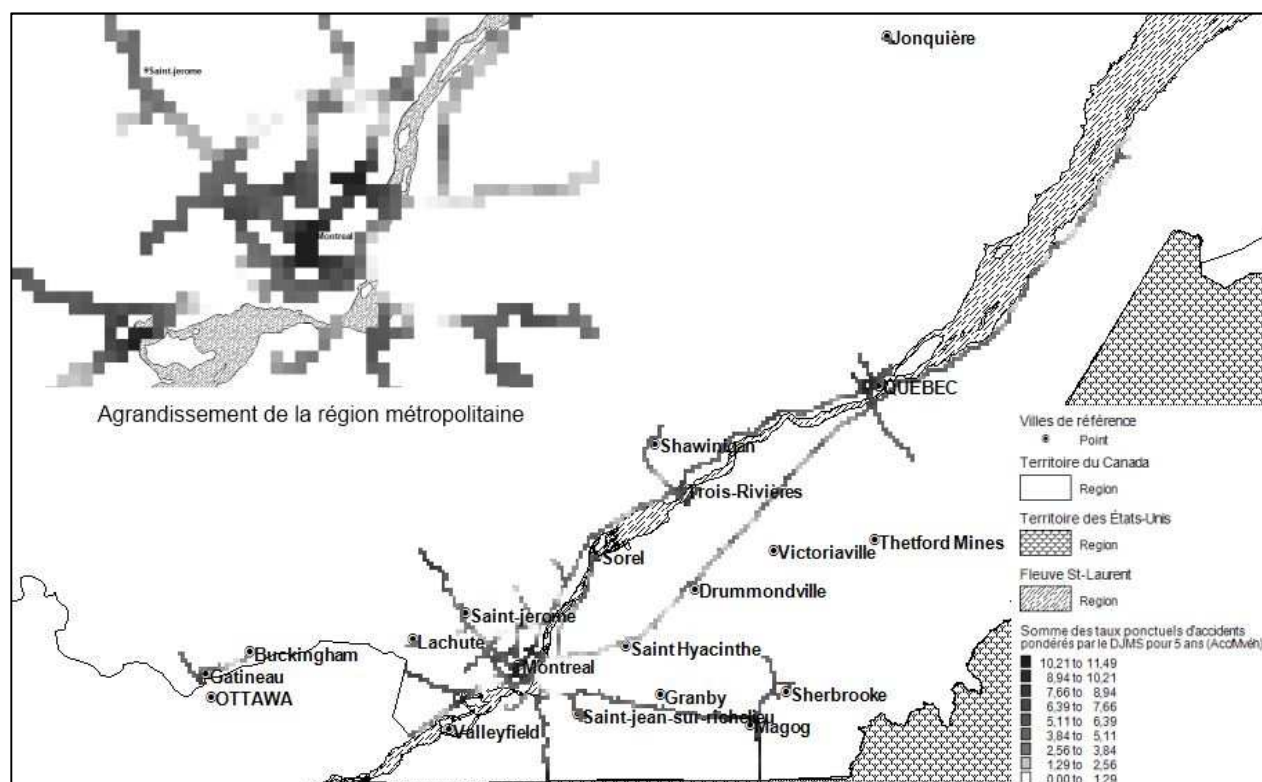 Saint-jerome
Montreal
Agrandissement de la région métropolitaine
Jonquière
QUEBEC
Shawinigan
Trois-Rivières
Sorel
Victoriaville
Thetford Mines
Drummondville
Saint-jerome
Lachute
Saint Hyacinthe
Buckingham
Montreal
Gatineau
OTTAWA
Granby
Sherbrooke
Saint-jean-sur-richelieu
Magog
Valleyfield
Villes de référence
Point
Territoire du Canada
Region
Territoire des États-Unis
Region
Fleuve St-Laurent
Region
Somme des taux ponctuels d'accidents
pondérés par le DJMS pour 5 ans (Acc/Mvéh)
10,21 to 11,49
8,94 to 10,21
7,66 to 8,94
6,39 to 7,66
5,11 to 6,39
3,84 to 5,11
2,56 to 3,84
1,29 to 2,56
0,00 to 1,29